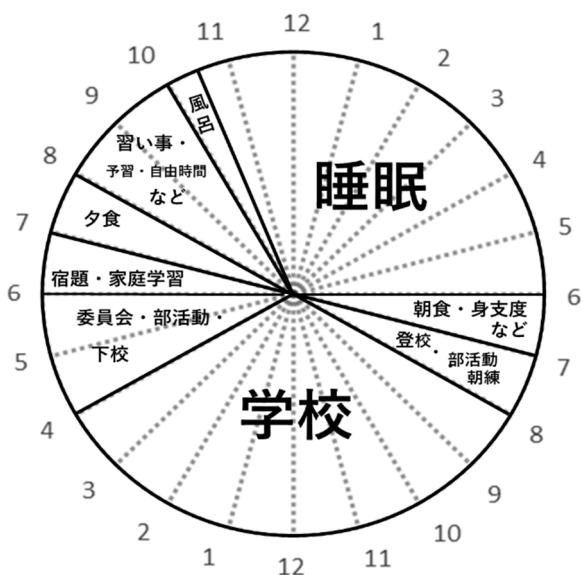 12
1
2
3
4
5
6
7
8
9
10
11
12
1
2
3
4
5
6
7
8
9
10
11
睡眠
朝食・身支度
など
登校・
部活動
朝練
学校
委員会・部活動・
下校
宿題・家庭学習
夕食
習い事・
予習・自由時間
など
風呂